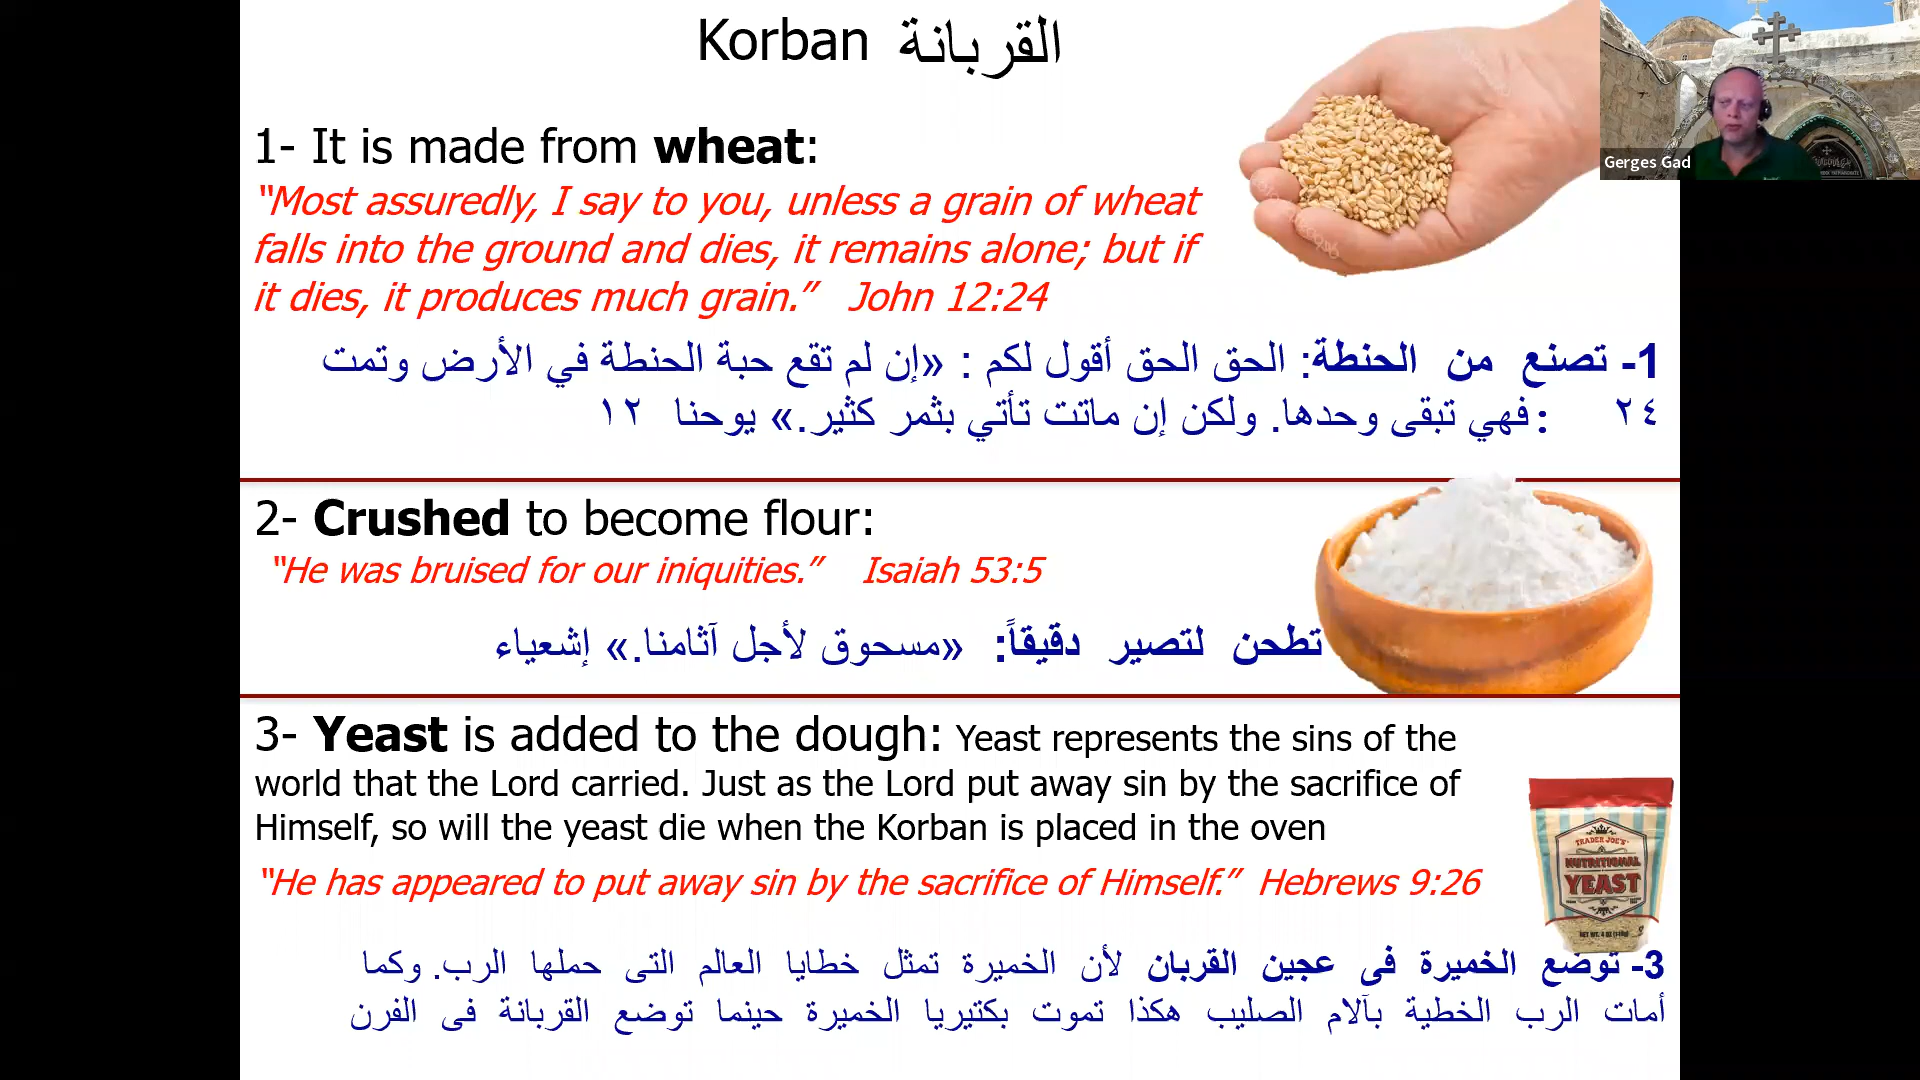 Korban القربانة
Gerges Gad
1- It is made from wheat:
“Most assuredly, I say to you, unless a grain of wheat
falls into the ground and dies, it remains alone; but if
it dies, it produces much grain.” John 12:24
1- تصنع من الحنطة: الحق الحق أقول لكم : «إن لم تقع حبة الحنطة في الأرض وتمت
٢٤ : فهي تبقى وحدها. ولكن إن ماتت تأتي بثمر كثير.» يوحنا ١٢
2- Crushed to become flour:
“He was bruised for our iniquities.” Isaiah 53:5
تطحن لتصير دقيقاً: «مسحوق لأجل آثامنا.» إشعياء
3- Yeast is added to the dough: Yeast represents the sins of the
world that the Lord carried. Just as the Lord put away sin by the sacrifice of
Himself, so will the yeast die when the Korban is placed in the oven
“He has appeared to put away sin by the sacrifice of Himself.” Hebrews 9:26
TRADER JOE'S
NUTRITIONAL
YEAST
3- توضع الخميرة فى عجين القربان لأن الخميرة تمثل خطايا العالم التى حملها الرب. وكما
أمات الرب الخطية بآلام الصليب هكذا تموت بكتيريا الخميرة حينما توضع القربانة فى الفرن